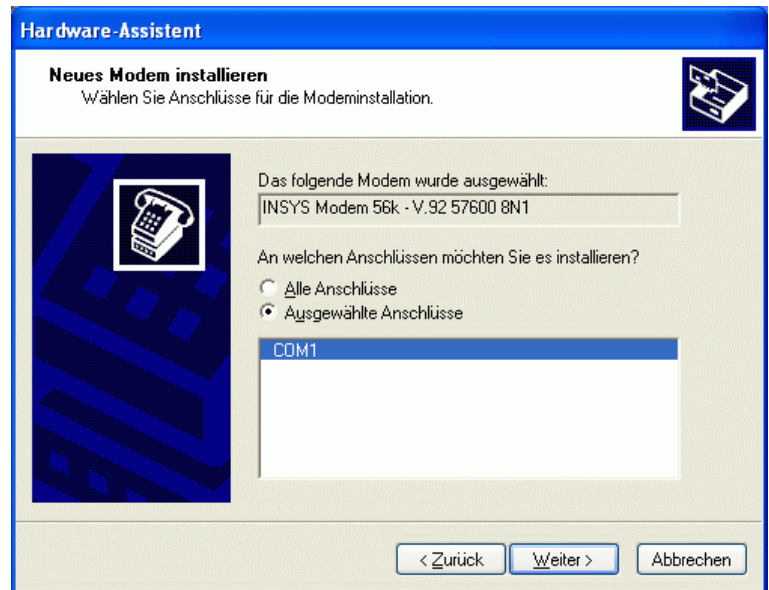 Hardware-Assistent
Neues Modem installieren
Wählen Sie Anschlüsse für die Modeminstallation.
Das folgende Modem wurde ausgewählt:
INSYS Modem 56k - V.92 57600 8N1
An welchen Anschlüssen möchten Sie es installieren?
Alle Anschlüsse
Ausgewählte Anschlüsse
COM1
< Zurück Weiter > Abbrechen